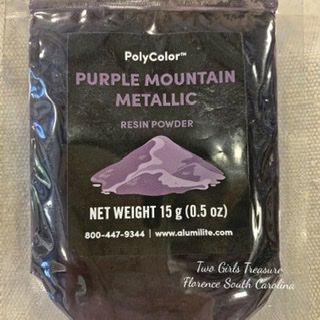 PolyColor™
PURPLE MOUNTAIN
METALLIC
RESIN POWDER
NET WEIGHT 15 g (0.5 oz)
800-447-9344 | www.alumilite.com
Two Girls Treasure
Florence South Carolina